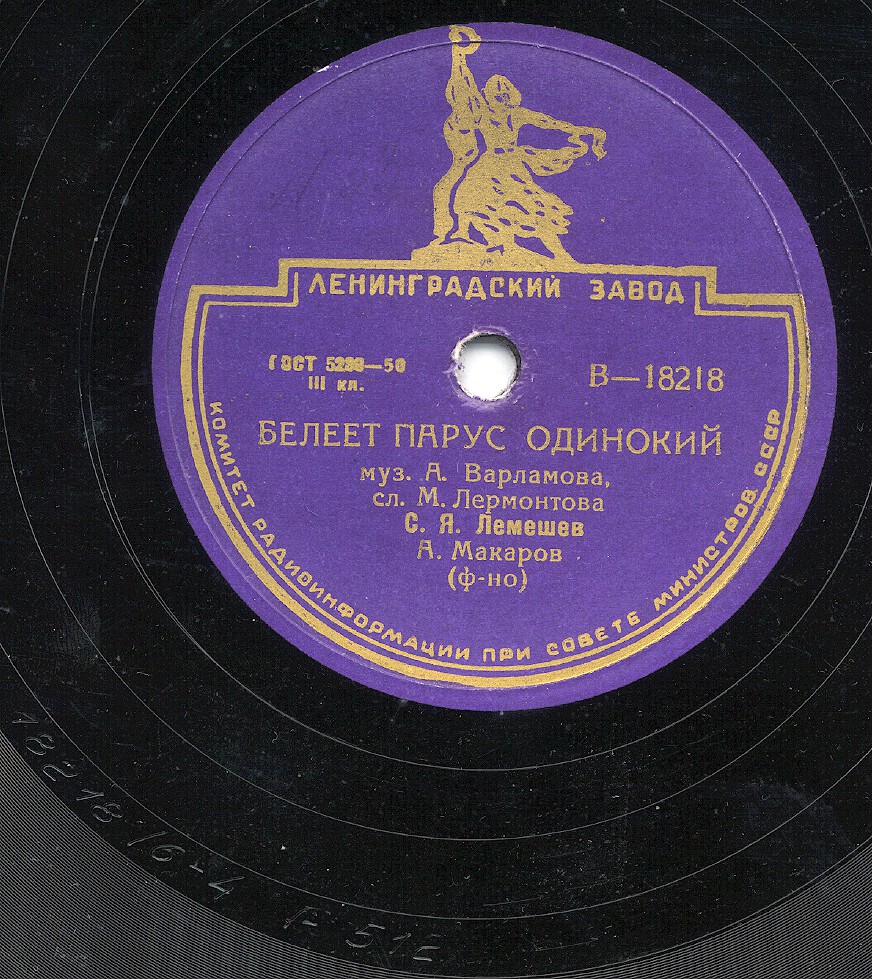 ЛЕНИНГРАДСКИЙ ЗАВОД
ГОСТ 5289—50
III кл.
В—18218
БЕЛЕЕТ ПАРУС ОДИНОКИЙ
муз. А. Варламова,
сл. М. Лермонтова
С. Я. Лемешев
А. Макаров
(ф-но)
КОМИТЕТ РАДИОИНФОРМАЦИИ ПРИ СОВЕТЕ МИНИСТРОВ СССР
18218